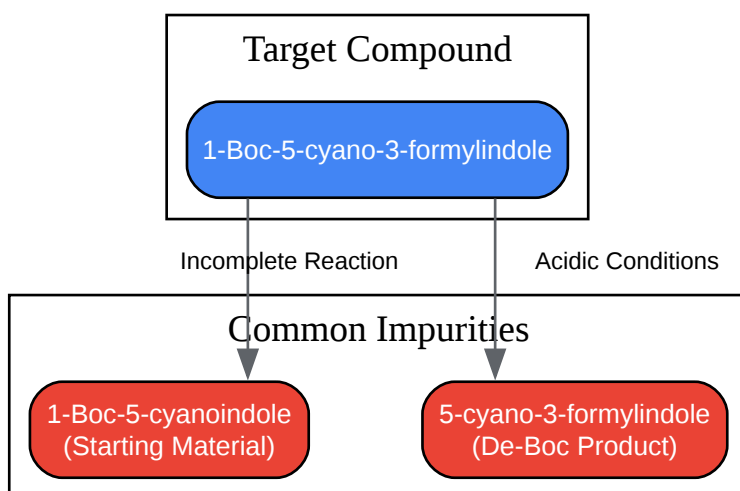 Target Compound
1-Boc-5-cyano-3-formylindole
Incomplete Reaction
Acidic Conditions
Common Impurities
1-Boc-5-cyanoindole
(Starting Material)
5-cyano-3-formylindole
(De-Boc Product)